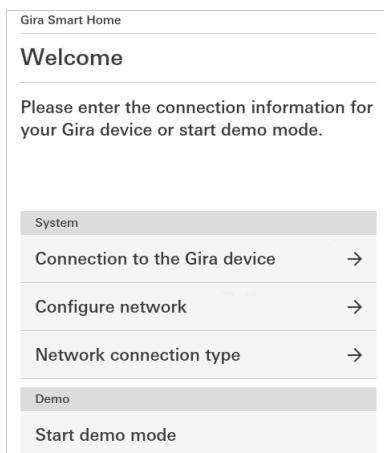 Gira Smart Home
Welcome
Please enter the connection information for
your Gira device or start demo mode.
System
Connection to the Gira device
Configure network
Network connection type
Demo
Start demo mode